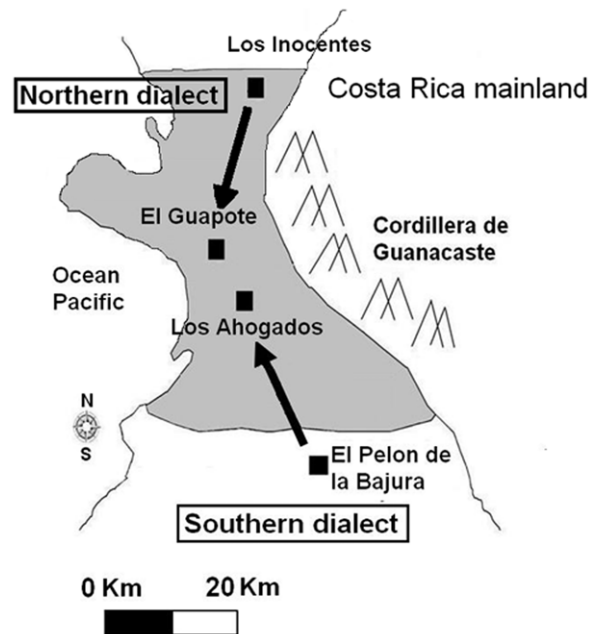 Los Inocentes
Northern dialect
Costa Rica mainland
El Guapote
Cordillera de
Guanacaste
Ocean
Pacific
Los Ahogados
N
S
El Pelon de
la Bajura
Southern dialect
0 Km
20 Km